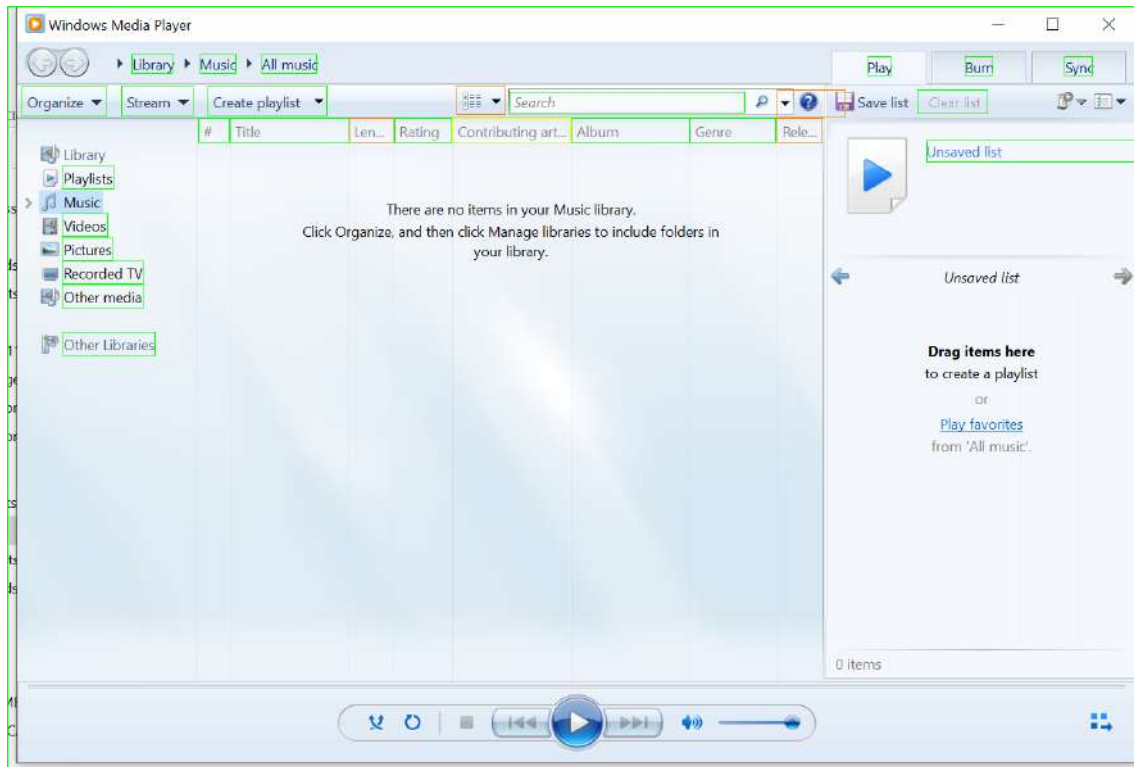 Windows Media Player
Library Music All music
Play Burn Sync
Organize Stream Create playlist Search Save list Clear list
# Title Len... Rating Contributing art... Album Genre Rele...
Library
Playlists
Music
Videos
Pictures
Recorded TV
Other media
Other Libraries
There are no items in your Music library.
Click Organize, and then click Manage libraries to include folders in
your library.
Unsaved list
Unsaved list
Drag items here
to create a playlist
or
Play favorites
from 'All music'.
0 items